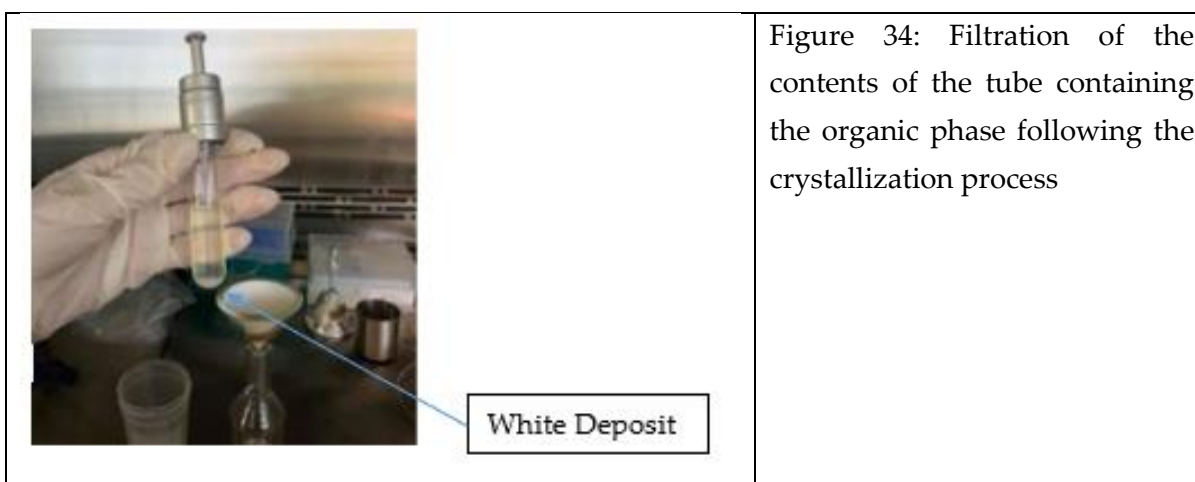 Figure 34: Filtration of the
contents of the tube containing
the organic phase following the
crystallization process
White Deposit